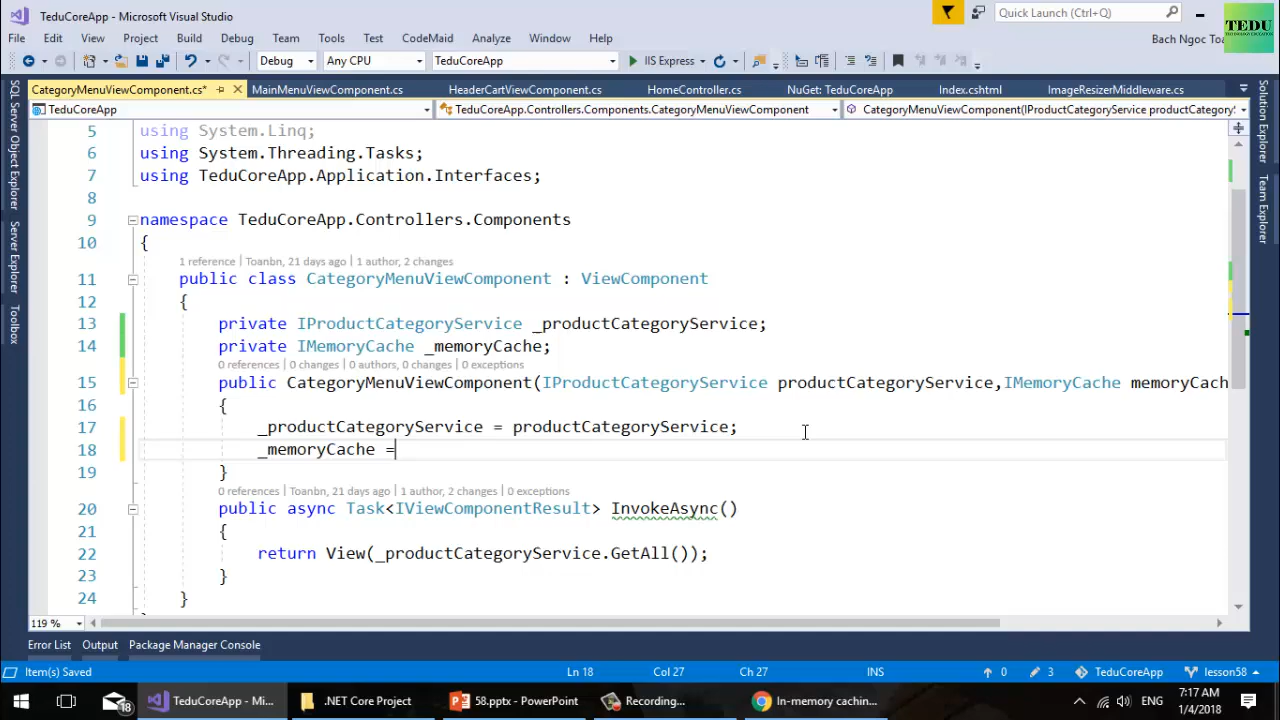 TeduCoreApp - Microsoft Visual Studio
Quick Launch (Ctrl+Q)
TEDU
File Edit View Project Build Debug Team Tools Test CodeMaid Analyze Window Help
Bach Ngoc Toa
Debug Any CPU TeduCoreApp IIS Express
CategoryMenuViewComponent.cs* MainMenuViewComponent.cs HeaderCartViewComponent.cs HomeController.cs NuGet: TeduCoreApp Index.cshtml ImageResizerMiddleware.cs
TeduCoreApp TeduCoreApp.Controllers.Components.CategoryMenuViewComponent CategoryMenuViewComponent(IProductCategoryService productCategoryS
SQL Server Object Explorer
Server Explorer
Toolbox
Solution Explorer
Team Explorer
5 using System.Linq;
6 using System.Threading.Tasks;
7 using TeduCoreApp.Application.Interfaces;
8
9 namespace TeduCoreApp.Controllers.Components
10 {
1 reference | Toanbn, 21 days ago | 1 author, 2 changes
11 public class CategoryMenuViewComponent : ViewComponent
12 {
13 private IProductCategoryService _productCategoryService;
14 private IMemoryCache _memoryCache;
0 references | 0 changes | 0 authors, 0 changes | 0 exceptions
15 public CategoryMenuViewComponent(IProductCategoryService productCategoryService,IMemoryCache memoryCach
16 {
17 _productCategoryService = productCategoryService;
18 _memoryCache =
19 }
0 references | Toanbn, 21 days ago | 1 author, 2 changes | 0 exceptions
20 public async Task<IViewComponentResult> InvokeAsync()
21 {
22 return View(_productCategoryService.GetAll());
23 }
24 }
119 %
Error List Output Package Manager Console
Item(s) Saved Ln 18 Col 27 Ch 27 INS 0 3 TeduCoreApp lesson58
18 TeduCoreApp - Mi... .NET Core Project 58.pptx - PowerPoint Recording... In-memory cachin... ENG 7:17 AM
1/4/2018